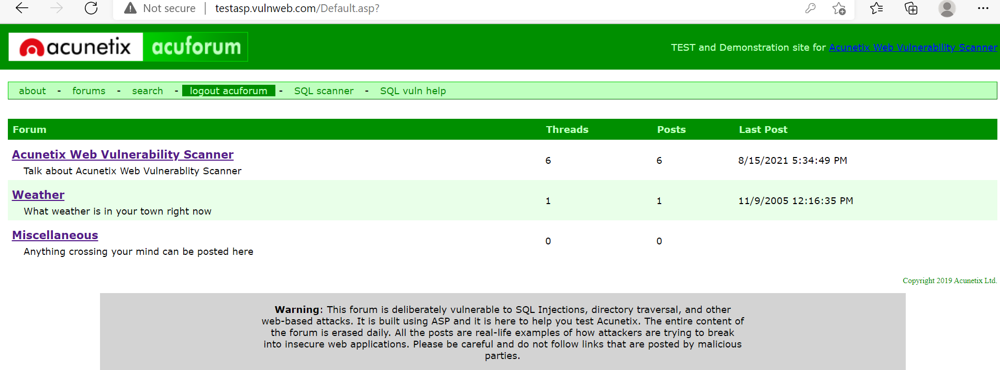 Not secure | testasp.vulnweb.com/Default.asp?
acunetix acuforum
TEST and Demonstration site for Acunetix Web Vulnerability Scanner
about - forums - search - logout acuforum - SQL scanner - SQL vuln help
Forum Threads Posts Last Post
Acunetix Web Vulnerability Scanner
Talk about Acunetix Web Vulnerablity Scanner
6 6 8/15/2021 5:34:49 PM
Weather
What weather is in your town right now
1 1 11/9/2005 12:16:35 PM
Miscellaneous
Anything crossing your mind can be posted here
0 0
Copyright 2019 Acunetix Ltd.
Warning: This forum is deliberately vulnerable to SQL Injections, directory traversal, and other
web-based attacks. It is built using ASP and it is here to help you test Acunetix. The entire content of
the forum is erased daily. All the posts are real-life examples of how attackers are trying to break
into insecure web applications. Please be careful and do not follow links that are posted by malicious
parties.